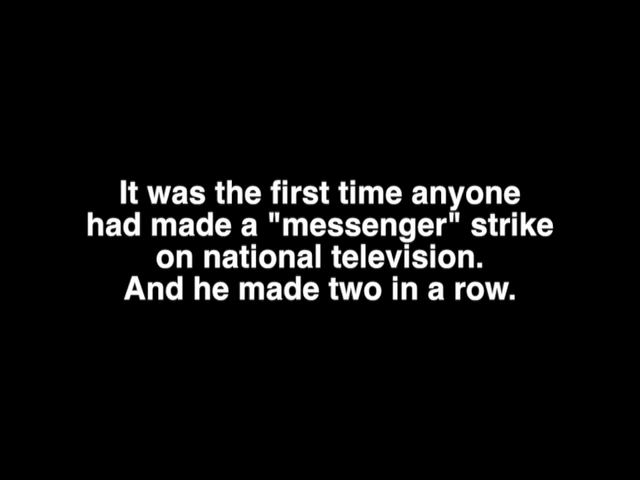 It was the first time anyone
had made a "messenger" strike
on national television.
And he made two in a row.